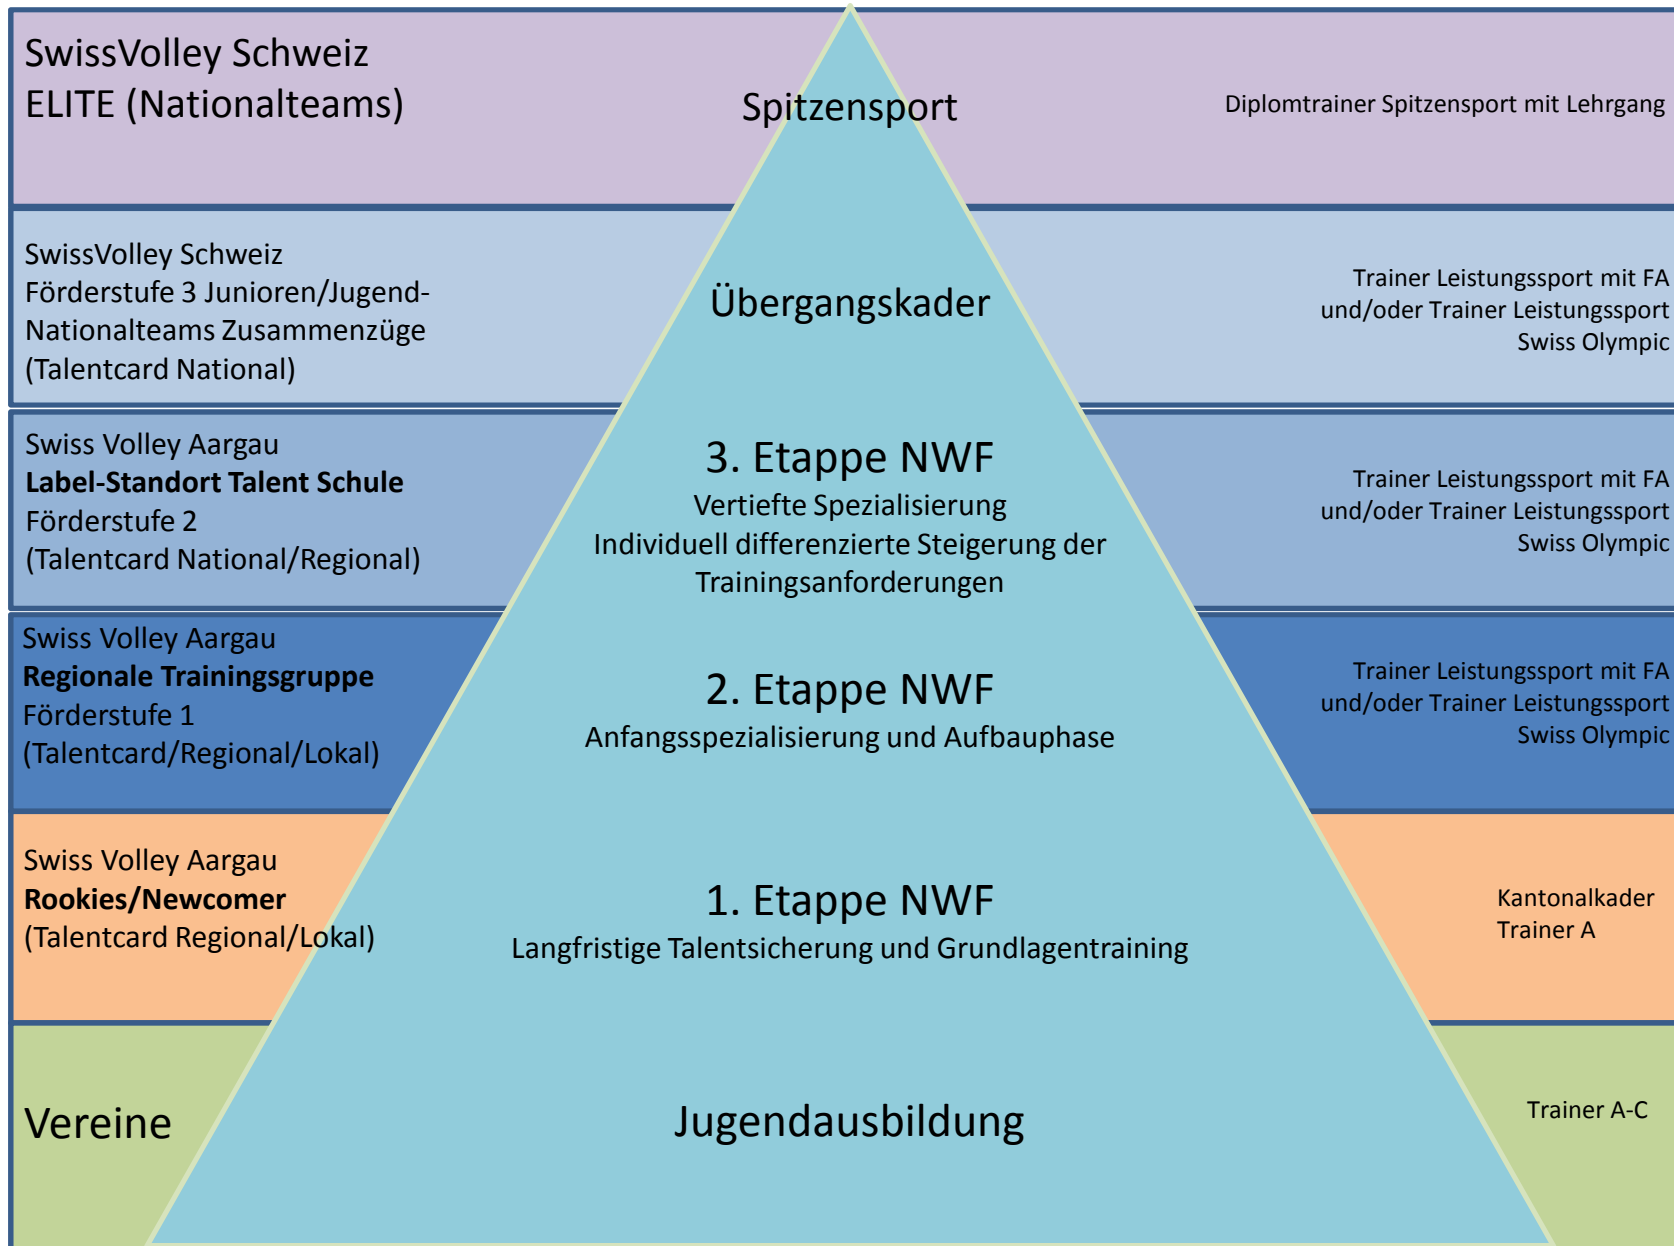 SwissVolley Schweiz
ELITE (Nationalteams)
Spitzensport
Diplomtrainer Spitzensport mit Lehrgang
SwissVolley Schweiz
Förderstufe 3 Junioren/Jugend-
Nationalteams Zusammenzüge
(Talentcard National)
Übergangskader
Trainer Leistungssport mit FA
und/oder Trainer Leistungssport
Swiss Olympic
Swiss Volley Aargau
Label-Standort Talent Schule
Förderstufe 2
(Talentcard National/Regional)
3. Etappe NWF
Vertiefte Spezialisierung
Individuell differenzierte Steigerung der
Trainingsanforderungen
Trainer Leistungssport mit FA
und/oder Trainer Leistungssport
Swiss Olympic
Swiss Volley Aargau
Regionale Trainingsgruppe
Förderstufe 1
(Talentcard/Regional/Lokal)
2. Etappe NWF
Anfangsspezialisierung und Aufbauphase
Trainer Leistungssport mit FA
und/oder Trainer Leistungssport
Swiss Olympic
Swiss Volley Aargau
Rookies/Newcomer
(Talentcard Regional/Lokal)
1. Etappe NWF
Langfristige Talentsicherung und Grundlagentraining
Kantonalkader
Trainer A
Vereine
Jugendausbildung
Trainer A-C